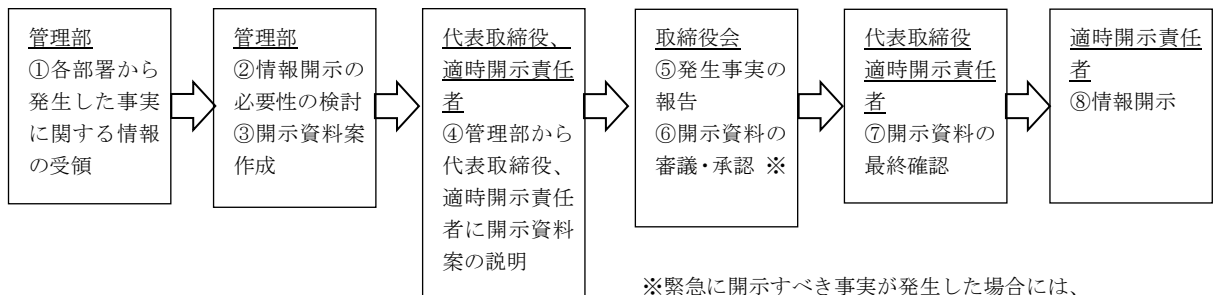 管理部
①各部署から
発生した事実
に関する情報
の受領
管理部
②情報開示の
必要性の検討
③開示資料案
作成
代表取締役、
適時開示責任
者
④管理部から
代表取締役、
適時開示責任
者に開示資料
案の説明
取締役会
⑤発生事実の
報告
⑥開示資料の
審議・承認 ※
代表取締役
適時開示責任
者
⑦開示資料の
最終確認
適時開示責任
者
⑧情報開示
※緊急に開示すべき事実が発生した場合には、